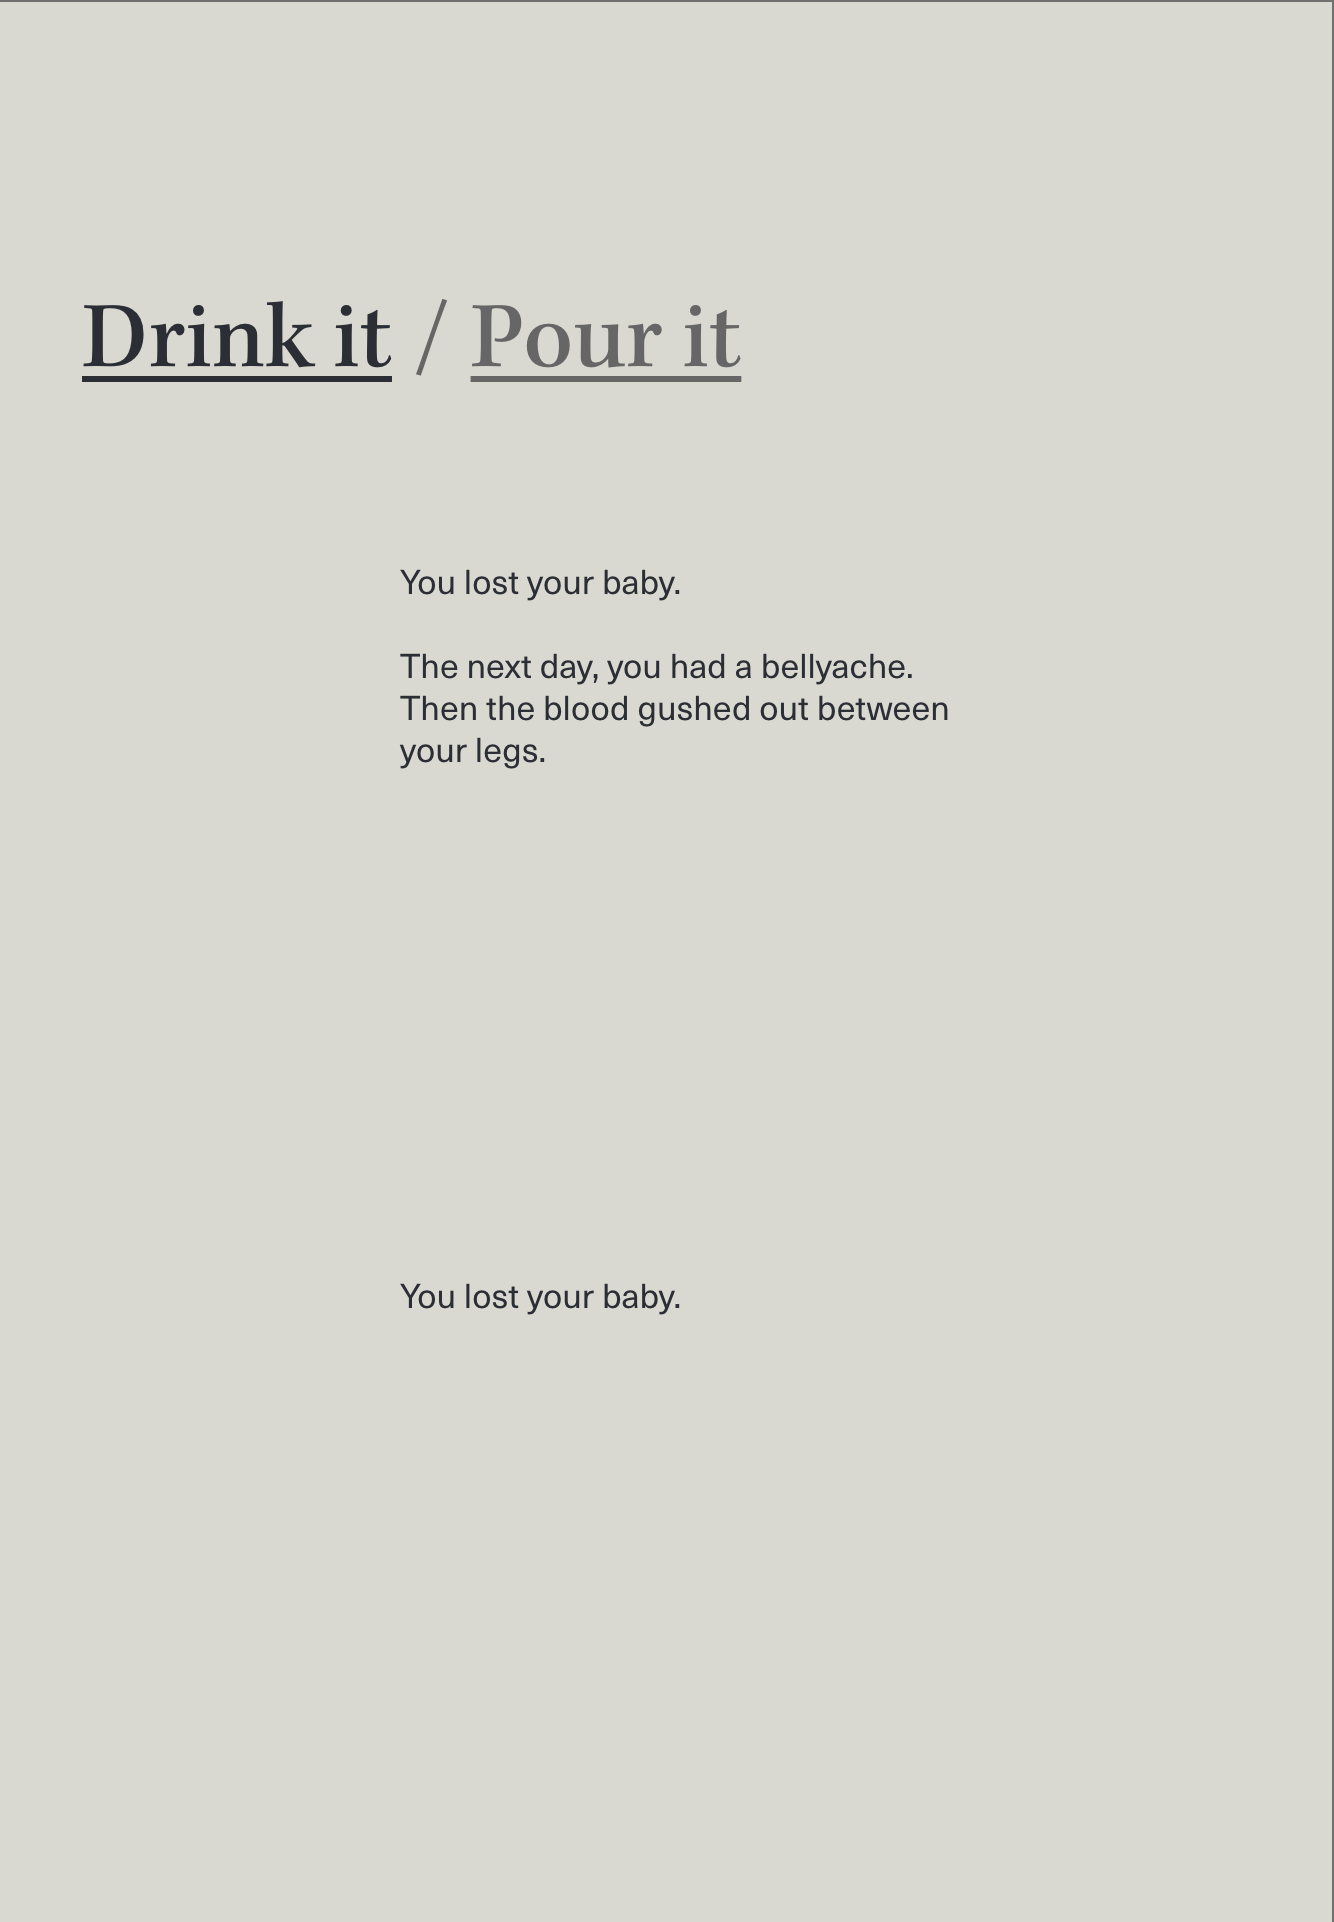 Drink it / Pour it
You lost your baby.
The next day, you had a bellyache.
Then the blood gushed out between
your legs.
You lost your baby.